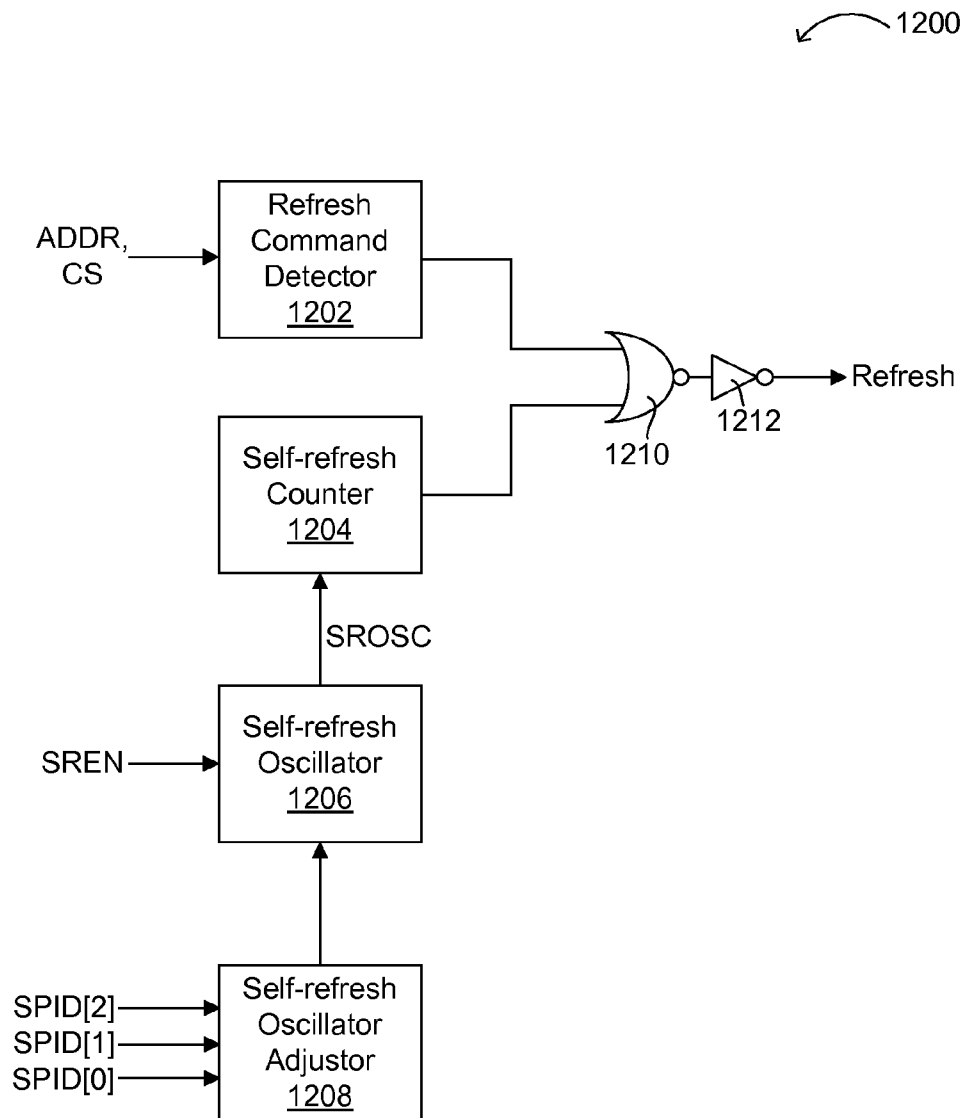 1200
Refresh
Command
Detector
1202
ADDR,
CS
Refresh
1212
1210
Self-refresh
Counter
1204
SROSC
Self-refresh
Oscillator
1206
SREN
Self-refresh
Oscillator
Adjustor
1208
SPID[2]
SPID[1]
SPID[0]